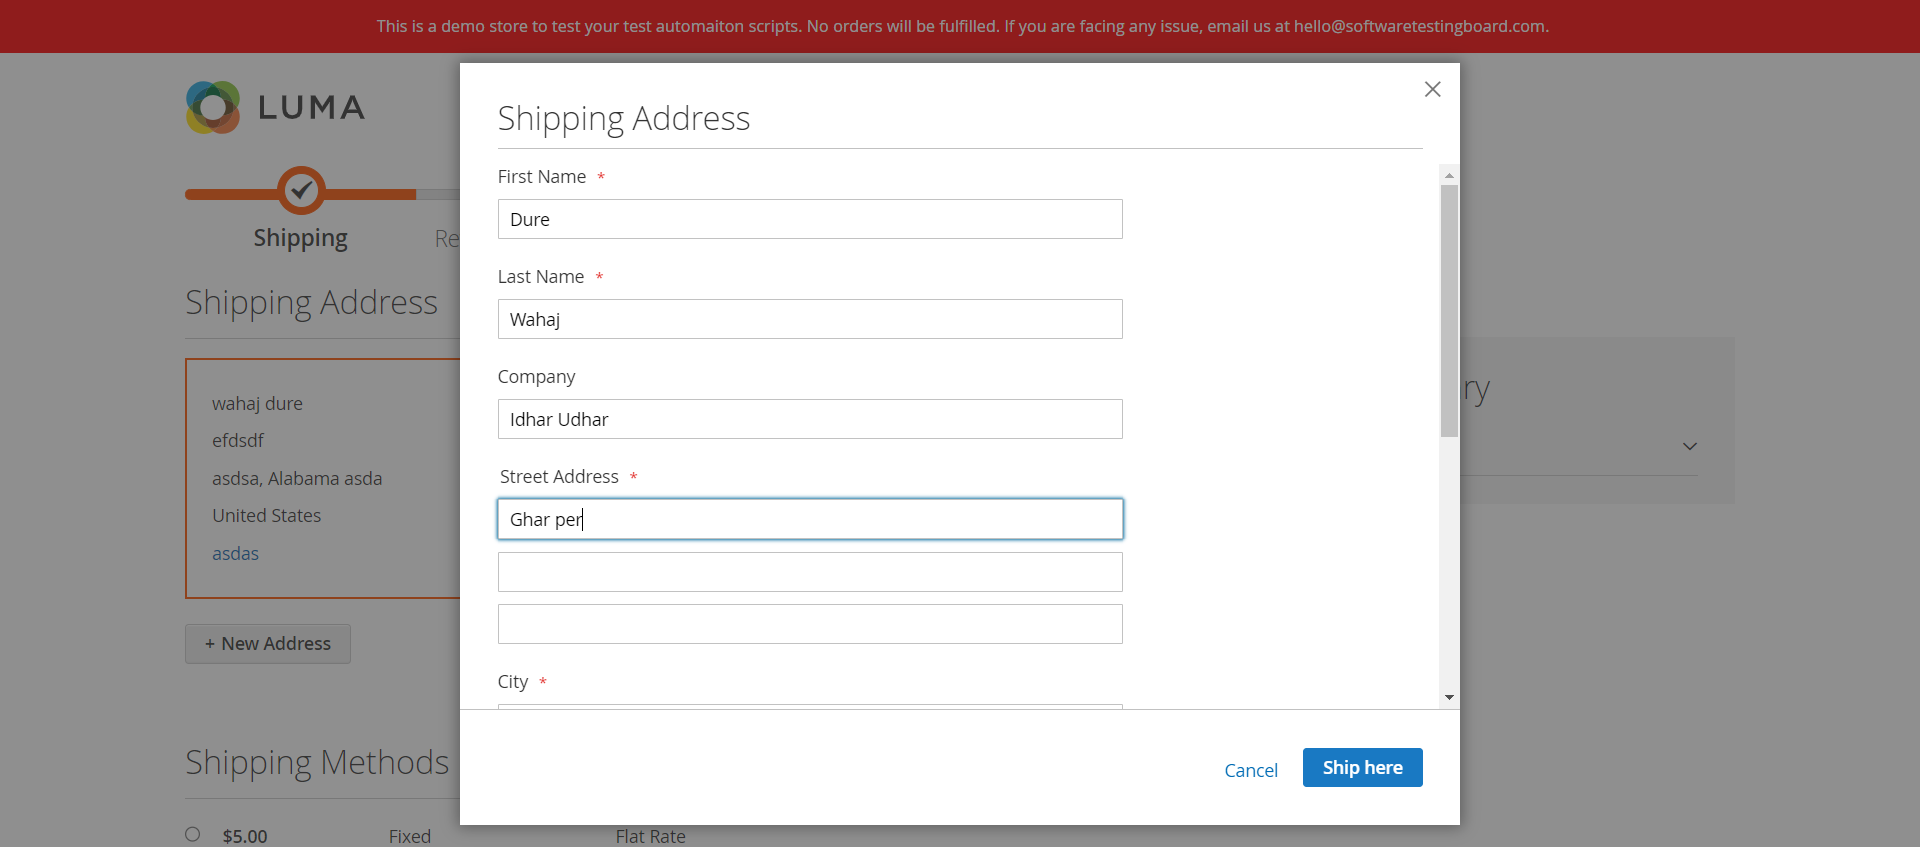 This is a demo store to test your test automaiton scripts. No orders will be fulfilled. If you are facing any issue, email us at hello@softwaretestingboard.com.
LUMA
Shipping
Re
Shipping Address
wahaj dure
efdsdf
asdsa, Alabama asda
United States
asdas
+ New Address
Shipping Methods
$5.00 Fixed Flat Rate
ry
Shipping Address
First Name *
Dure
Last Name *
Wahaj
Company
Idhar Udhar
Street Address *
Ghar per
City *
Cancel Ship here